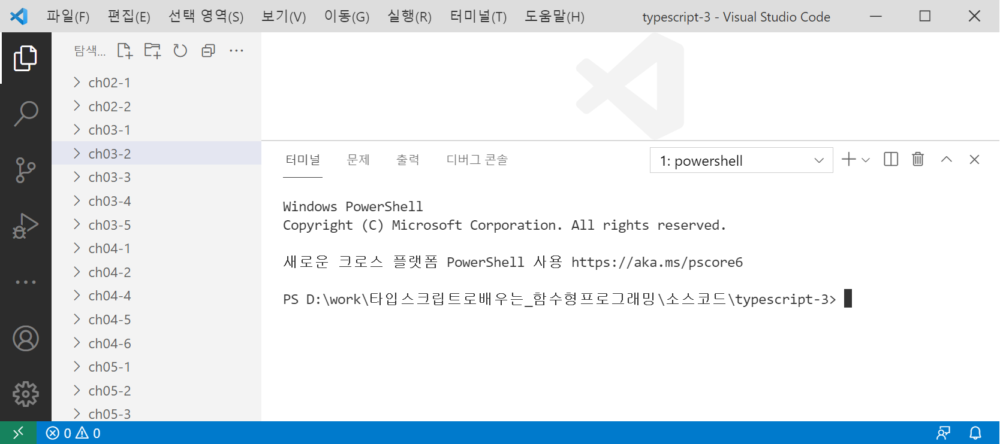 파일(F) 편집(E) 선택 영역(S) 보기(V) 이동(G) 실행(R) 터미널(T) 도움말(H) typescript-3 - Visual Studio Code
탐색...
ch02-1
ch02-2
ch03-1
ch03-2
ch03-3
ch03-4
ch03-5
ch04-1
ch04-2
ch04-4
ch04-5
ch04-6
ch05-1
ch05-2
ch05-3
터미널 문제 출력 디버그 콘솔 1: powershell
Windows PowerShell
Copyright (C) Microsoft Corporation. All rights reserved.
새로운 크로스 플랫폼 PowerShell 사용 https://aka.ms/pscore6
PS D:\work\타입스크립트로배우는_함수형프로그래밍\소스코드\typescript-3>
0 0